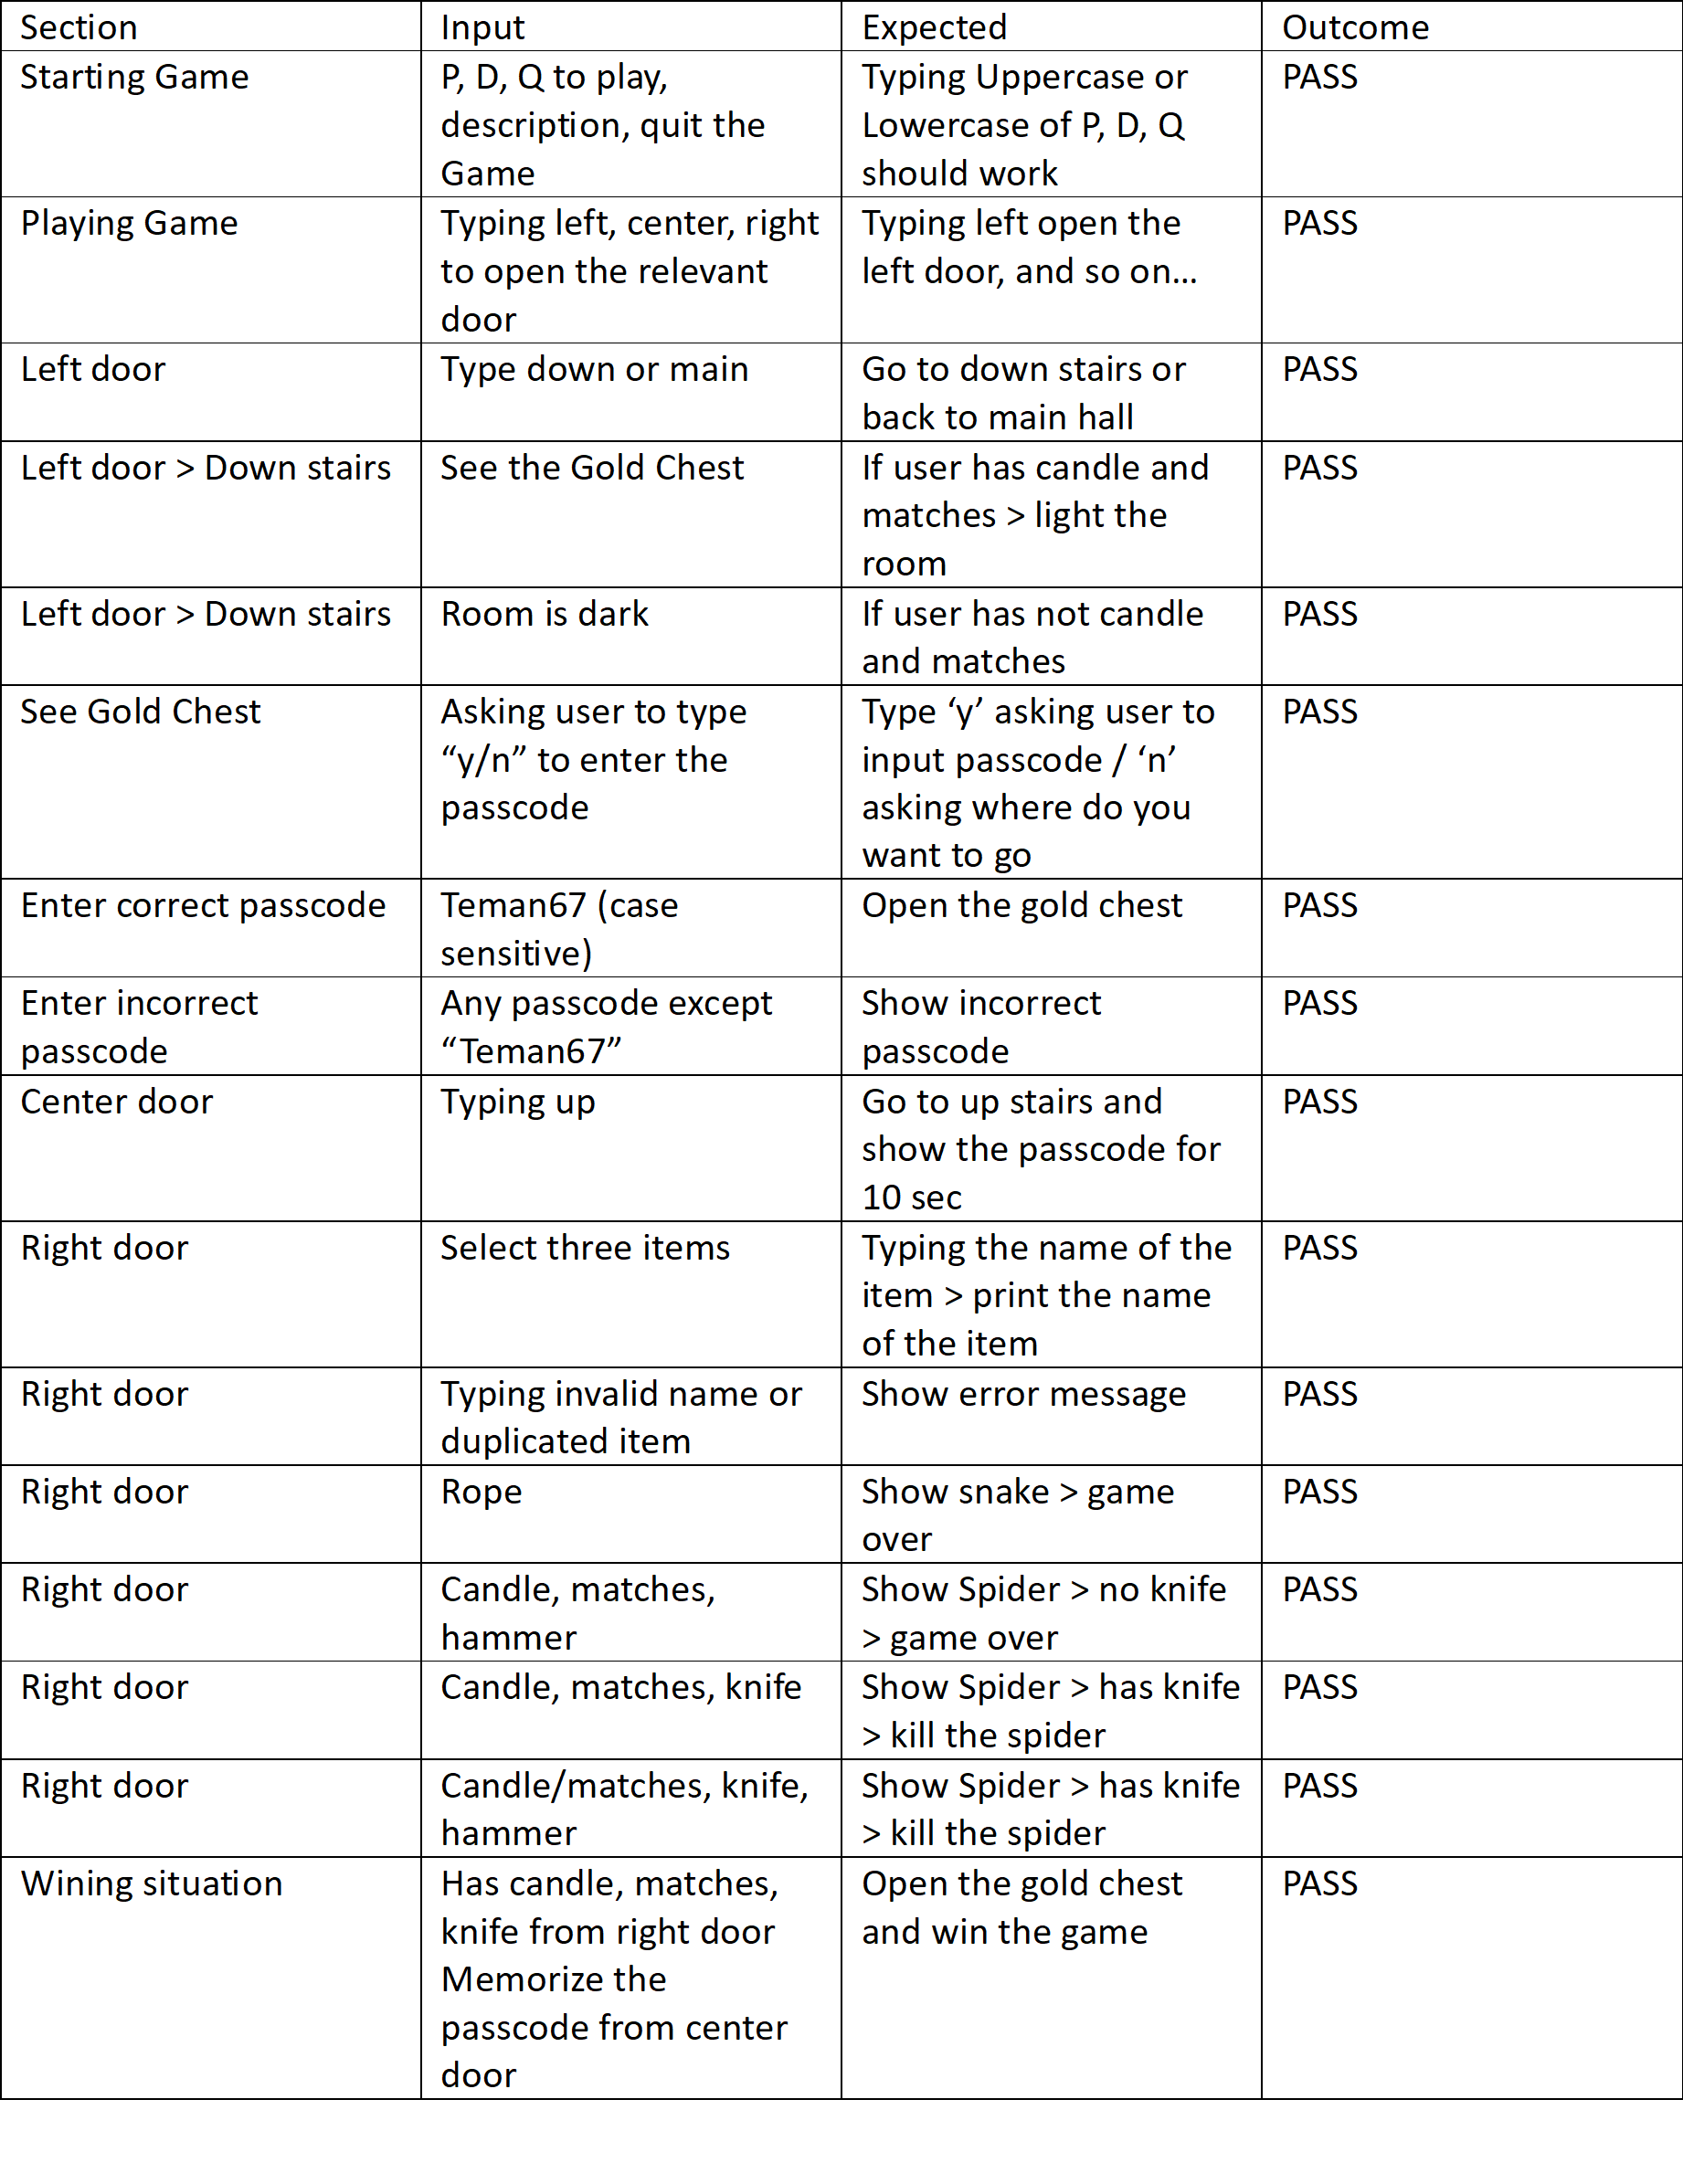 Section Input Expected Outcome
Starting Game P, D, Q to play, Typing Uppercase or PASS
description, quit the Lowercase of P, D, Q
Game should work
Playing Game Typing left, center, right Typing left open the PASS
to open the relevant left door, and so on...
door
Left door Type down or main Go to down stairs or PASS
back to main hall
Left door > Down stairs See the Gold Chest If user has candle and PASS
matches > light the
room
Left door > Down stairs Room is dark If user has not candle PASS
and matches
See Gold Chest Asking user to type Type ‘y’ asking user to PASS
“y/n” to enter the input passcode / ‘n’
passcode asking where do you
want to go
Enter correct passcode Teman67 (case Open the gold chest PASS
sensitive)
Enter incorrect Any passcode except Show incorrect PASS
passcode “Teman67” passcode
Center door Typing up Go to up stairs and PASS
show the passcode for
10 sec
Right door Select three items Typing the name of the PASS
item > print the name
of the item
Right door Typing invalid name or Show error message PASS
duplicated item
Right door Rope Show snake > game PASS
over
Right door Candle, matches, Show Spider > no knife PASS
hammer > game over
Right door Candle, matches, knife Show Spider > has knife PASS
> kill the spider
Right door Candle/matches, knife, Show Spider > has knife PASS
hammer > kill the spider
Wining situation Has candle, matches, Open the gold chest PASS
knife from right door and win the game
Memorize the
passcode from center
door